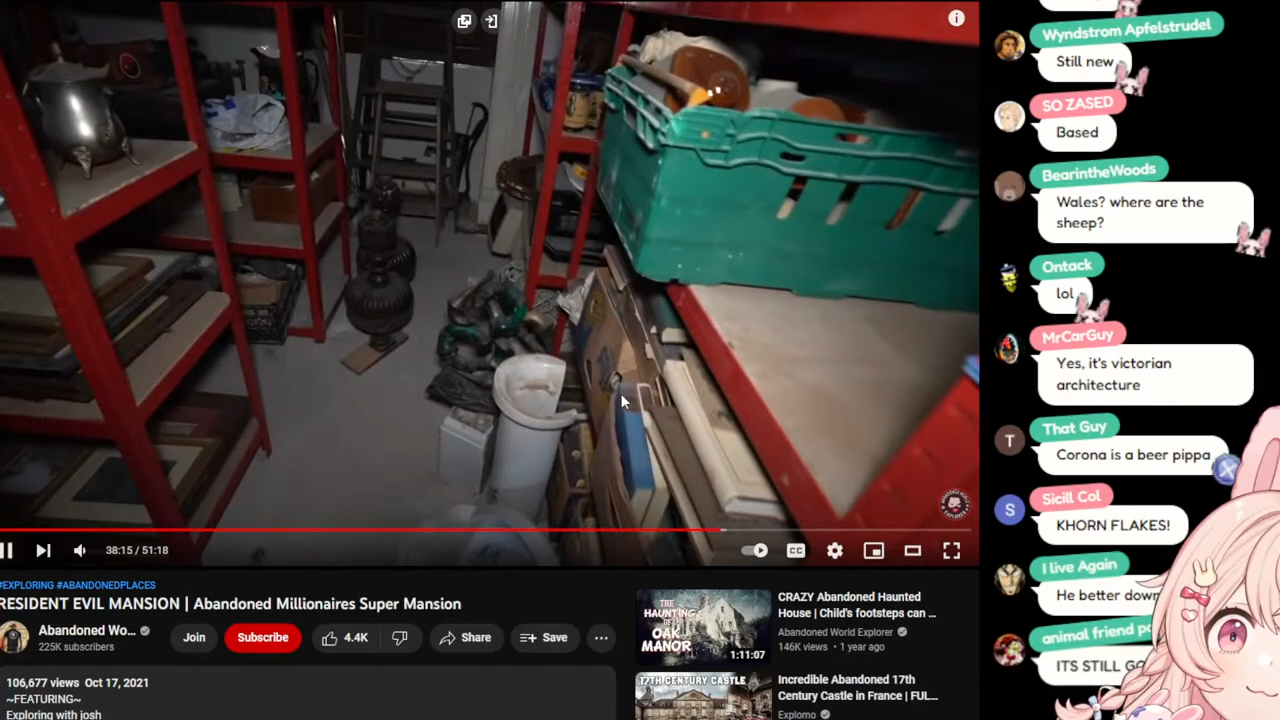 38:15 / 51:18
CC
#EXPLORING #ABANDONEDPLACES
RESIDENT EVIL MANSION | Abandoned Millionaires Super Mansion
Abandoned Wo...
225K subscribers
Join
Subscribe
4.4K
Share
Save
106,677 views Oct 17, 2021
~FEATURING~
Exploring with josh
THE
HAUNTING
OF
OAK
MANOR
1:11:07
CRAZY Abandoned Haunted
House | Child's footsteps can ...
Abandoned World Explorer
146K views • 1 year ago
17TH CENTURY CASTLE
Incredible Abandoned 17th
Century Castle in France | FUL...
Explomo
Wyndstrom Apfelstrudel
Still new
SO ZASED
Based
BearintheWoods
Wales? where are the
sheep?
Ontack
lol
MrCarGuy
Yes, it's victorian
architecture
T
That Guy
Corona is a beer pippa
S
Sicill Col
KHORN FLAKES!
I live Again
He better down
animal friend
ITS STILL GO